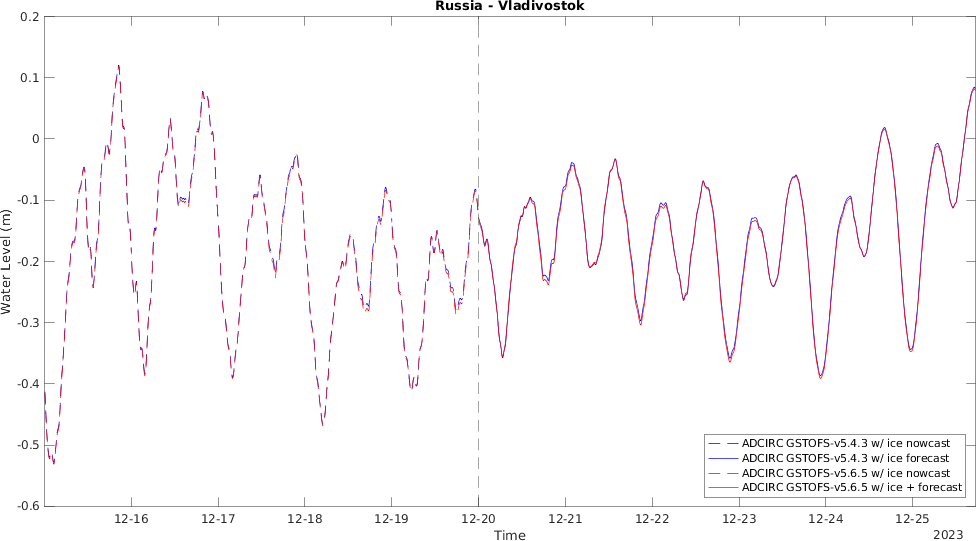 Russia - Vladivostok
0.2
0.1
0
-0.1
-0.2
-0.3
-0.4
-0.5
-0.6
Water Level (m)
ADCIRC GSTOFS-v5.4.3 w/ ice nowcast
ADCIRC GSTOFS-v5.4.3 w/ ice forecast
ADCIRC GSTOFS-v5.6.5 w/ ice nowcast
ADCIRC GSTOFS-v5.6.5 w/ ice + forecast
12-16 12-17 12-18 12-19 12-20 12-21 12-22 12-23 12-24 12-25
Time
2023